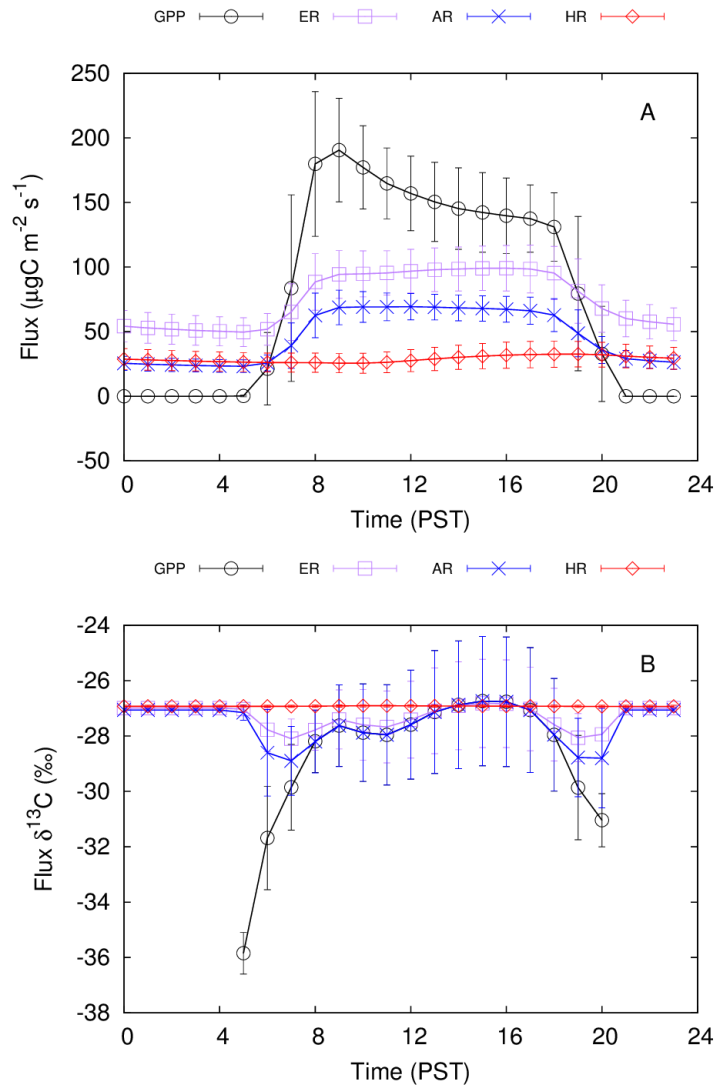 GPP ER AR HR
A
250
200
150
100
50
0
-50
Flux (μgC m⁻² s⁻¹)
0 4 8 12 16 20 24
Time (PST)
GPP ER AR HR
B
-24
-26
-28
-30
-32
-34
-36
-38
Flux δ¹³C (‰)
0 4 8 12 16 20 24
Time (PST)